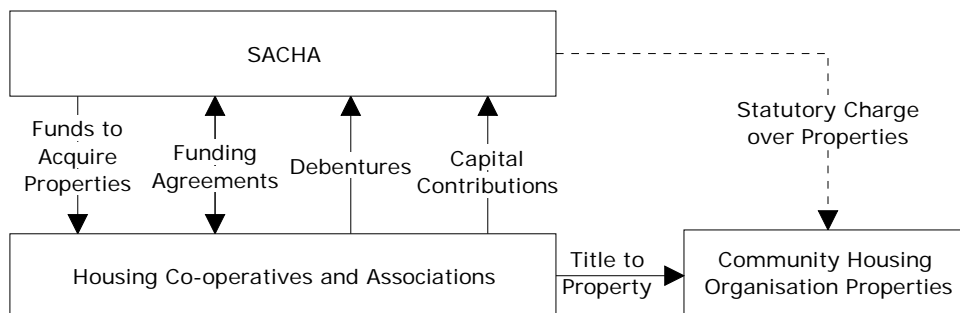 SACHA
Funds to
Acquire
Properties
Funding
Agreements
Debentures
Capital
Contributions
Statutory Charge
over Properties
Housing Co-operatives and Associations
Title to
Property
Community Housing
Organisation Properties